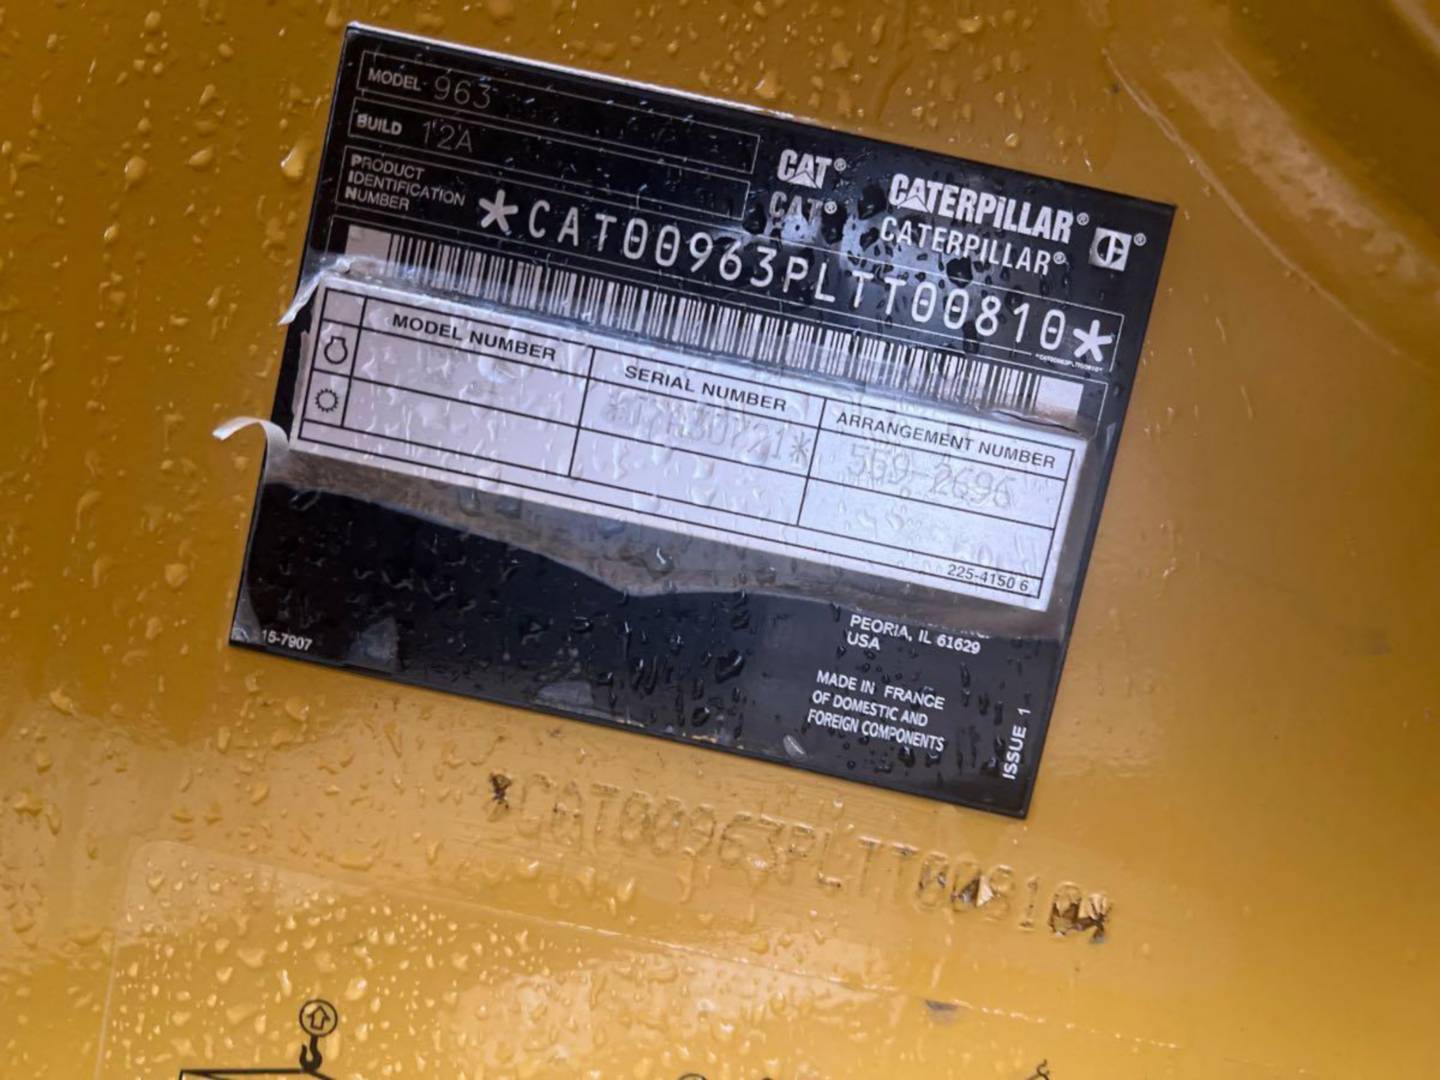 MODEL 963
BUILD 12A
CAT® CATERPILLAR®
CAT® CATERPILLAR®
PRODUCT
IDENTIFICATION
NUMBER
*CAT00963PLTT00810*
MODEL NUMBER SERIAL NUMBER ARRANGEMENT NUMBER
569-2696
225-4150 6
15-7907
PEORIA, IL 61629
USA
MADE IN FRANCE
OF DOMESTIC AND
FOREIGN COMPONENTS
ISSUE 1
*CAT00963PLTT00810*